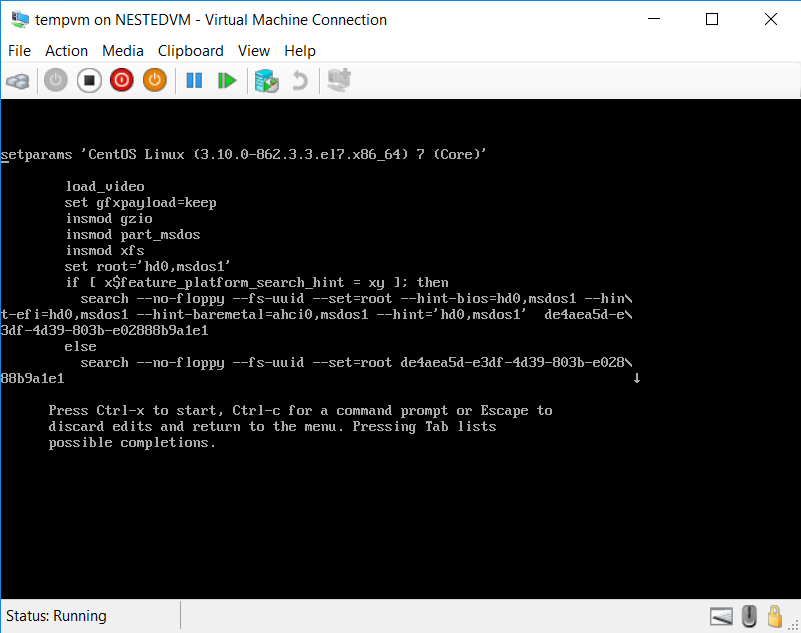 tempvm on NESTEDVM - Virtual Machine Connection
File Action Media Clipboard View Help
setparams 'CentOS Linux (3.10.0-862.3.3.el7.x86_64) 7 (Core)'
load_video
set gfxpayload=keep
insmod gzio
insmod part_msdos
insmod xfs
set root='hd0,msdos1'
if [ x$feature_platform_search_hint = xy ]; then
search --no-floppy --fs-uuid --set=root --hint-bios=hd0,msdos1 --hin\
t-efi=hd0,msdos1 --hint-baremetal=ahci0,msdos1 --hint='hd0,msdos1'  de4aea5d-e\
3df-4d39-803b-e02888b9a1e1
else
search --no-floppy --fs-uuid --set=root de4aea5d-e3df-4d39-803b-e028\
88b9a1e1
Press Ctrl-x to start, Ctrl-c for a command prompt or Escape to
discard edits and return to the menu. Pressing Tab lists
possible completions.
Status: Running